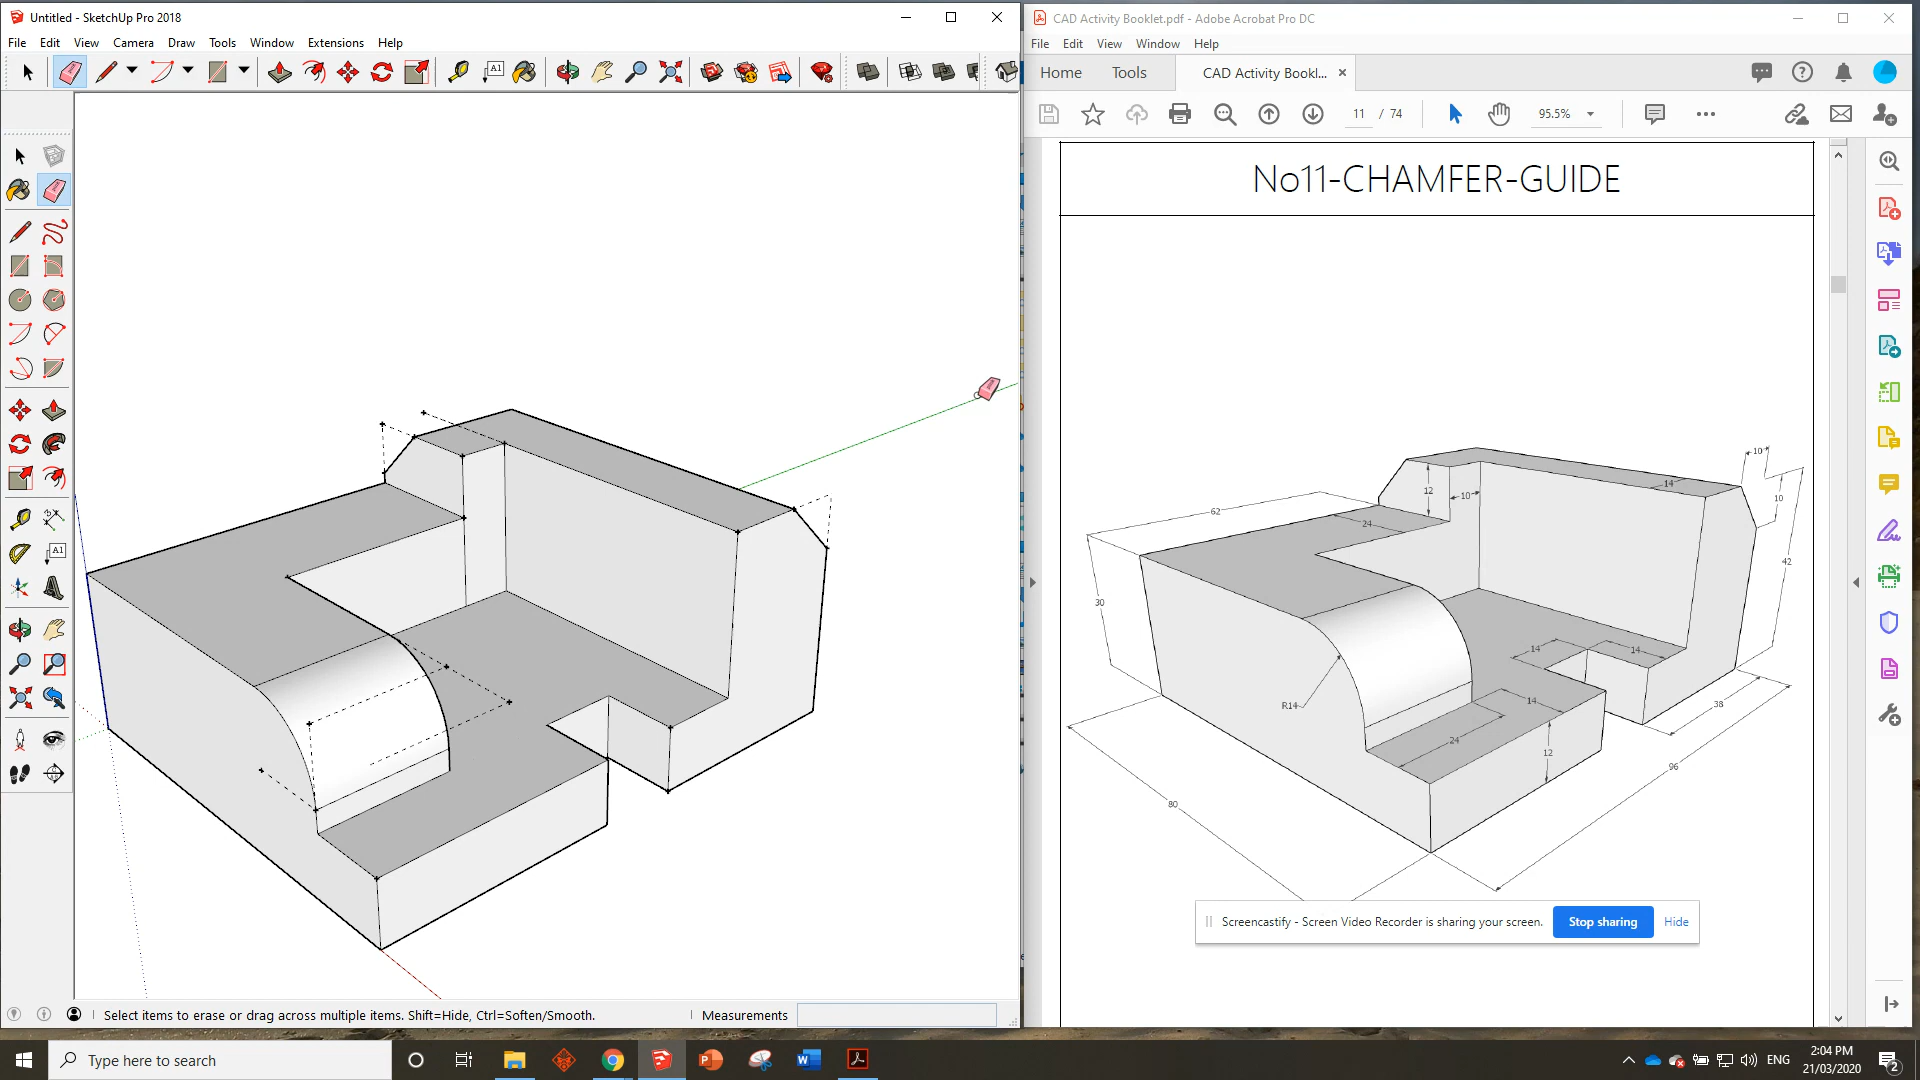 Untitled - SketchUp Pro 2018
File Edit View Camera Draw Tools Window Extensions Help
A1
A1
Select items to erase or drag across multiple items. Shift=Hide, Ctrl=Soften/Smooth.
Measurements
CAD Activity Booklet.pdf - Adobe Acrobat Pro DC
File Edit View Window Help
Home Tools CAD Activity Bookl... ×
11 / 74 95.5%
No11-CHAMFER-GUIDE
10
14
12
10
10
62
24
42
30
14
14
R14
14
38
24
12
96
80
Screencastify - Screen Video Recorder is sharing your screen. Stop sharing Hide
Type here to search
ENG
2:04 PM
21/03/2020
2